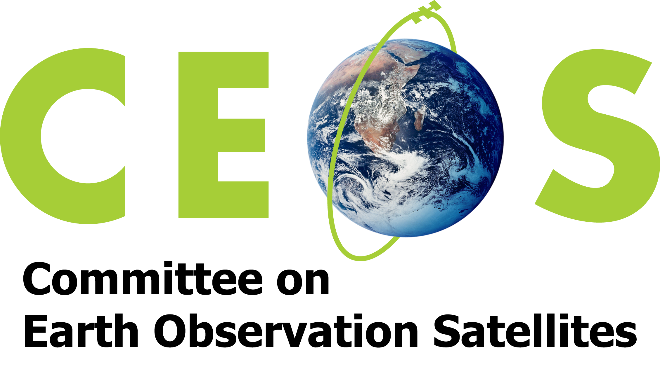 CEOS
Committee on
Earth Observation Satellites